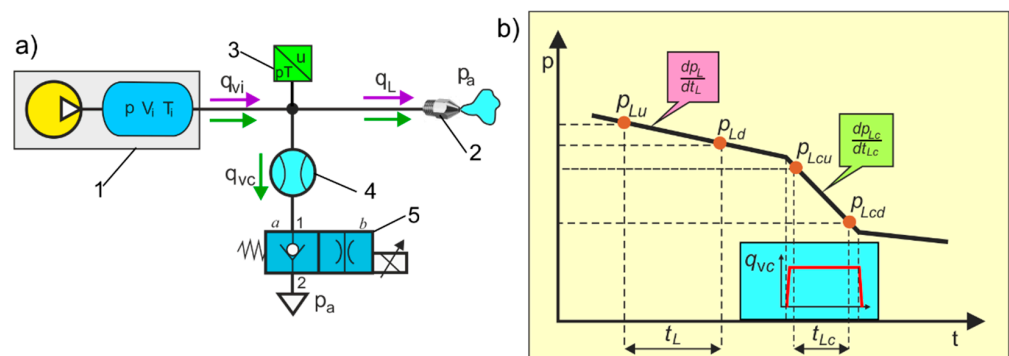 a)
3
pT u
q_vi
q_L
p_a
p V_i T_i
1
2
q_vc
4
a 1 b 5
2
p_a
b)
p
dp_L
dt_L
p_Lu
p_Ld
dp_Lc
dt_Lc
p_Lcu
p_Lcd
q_vc
t_L
t_Lc
t